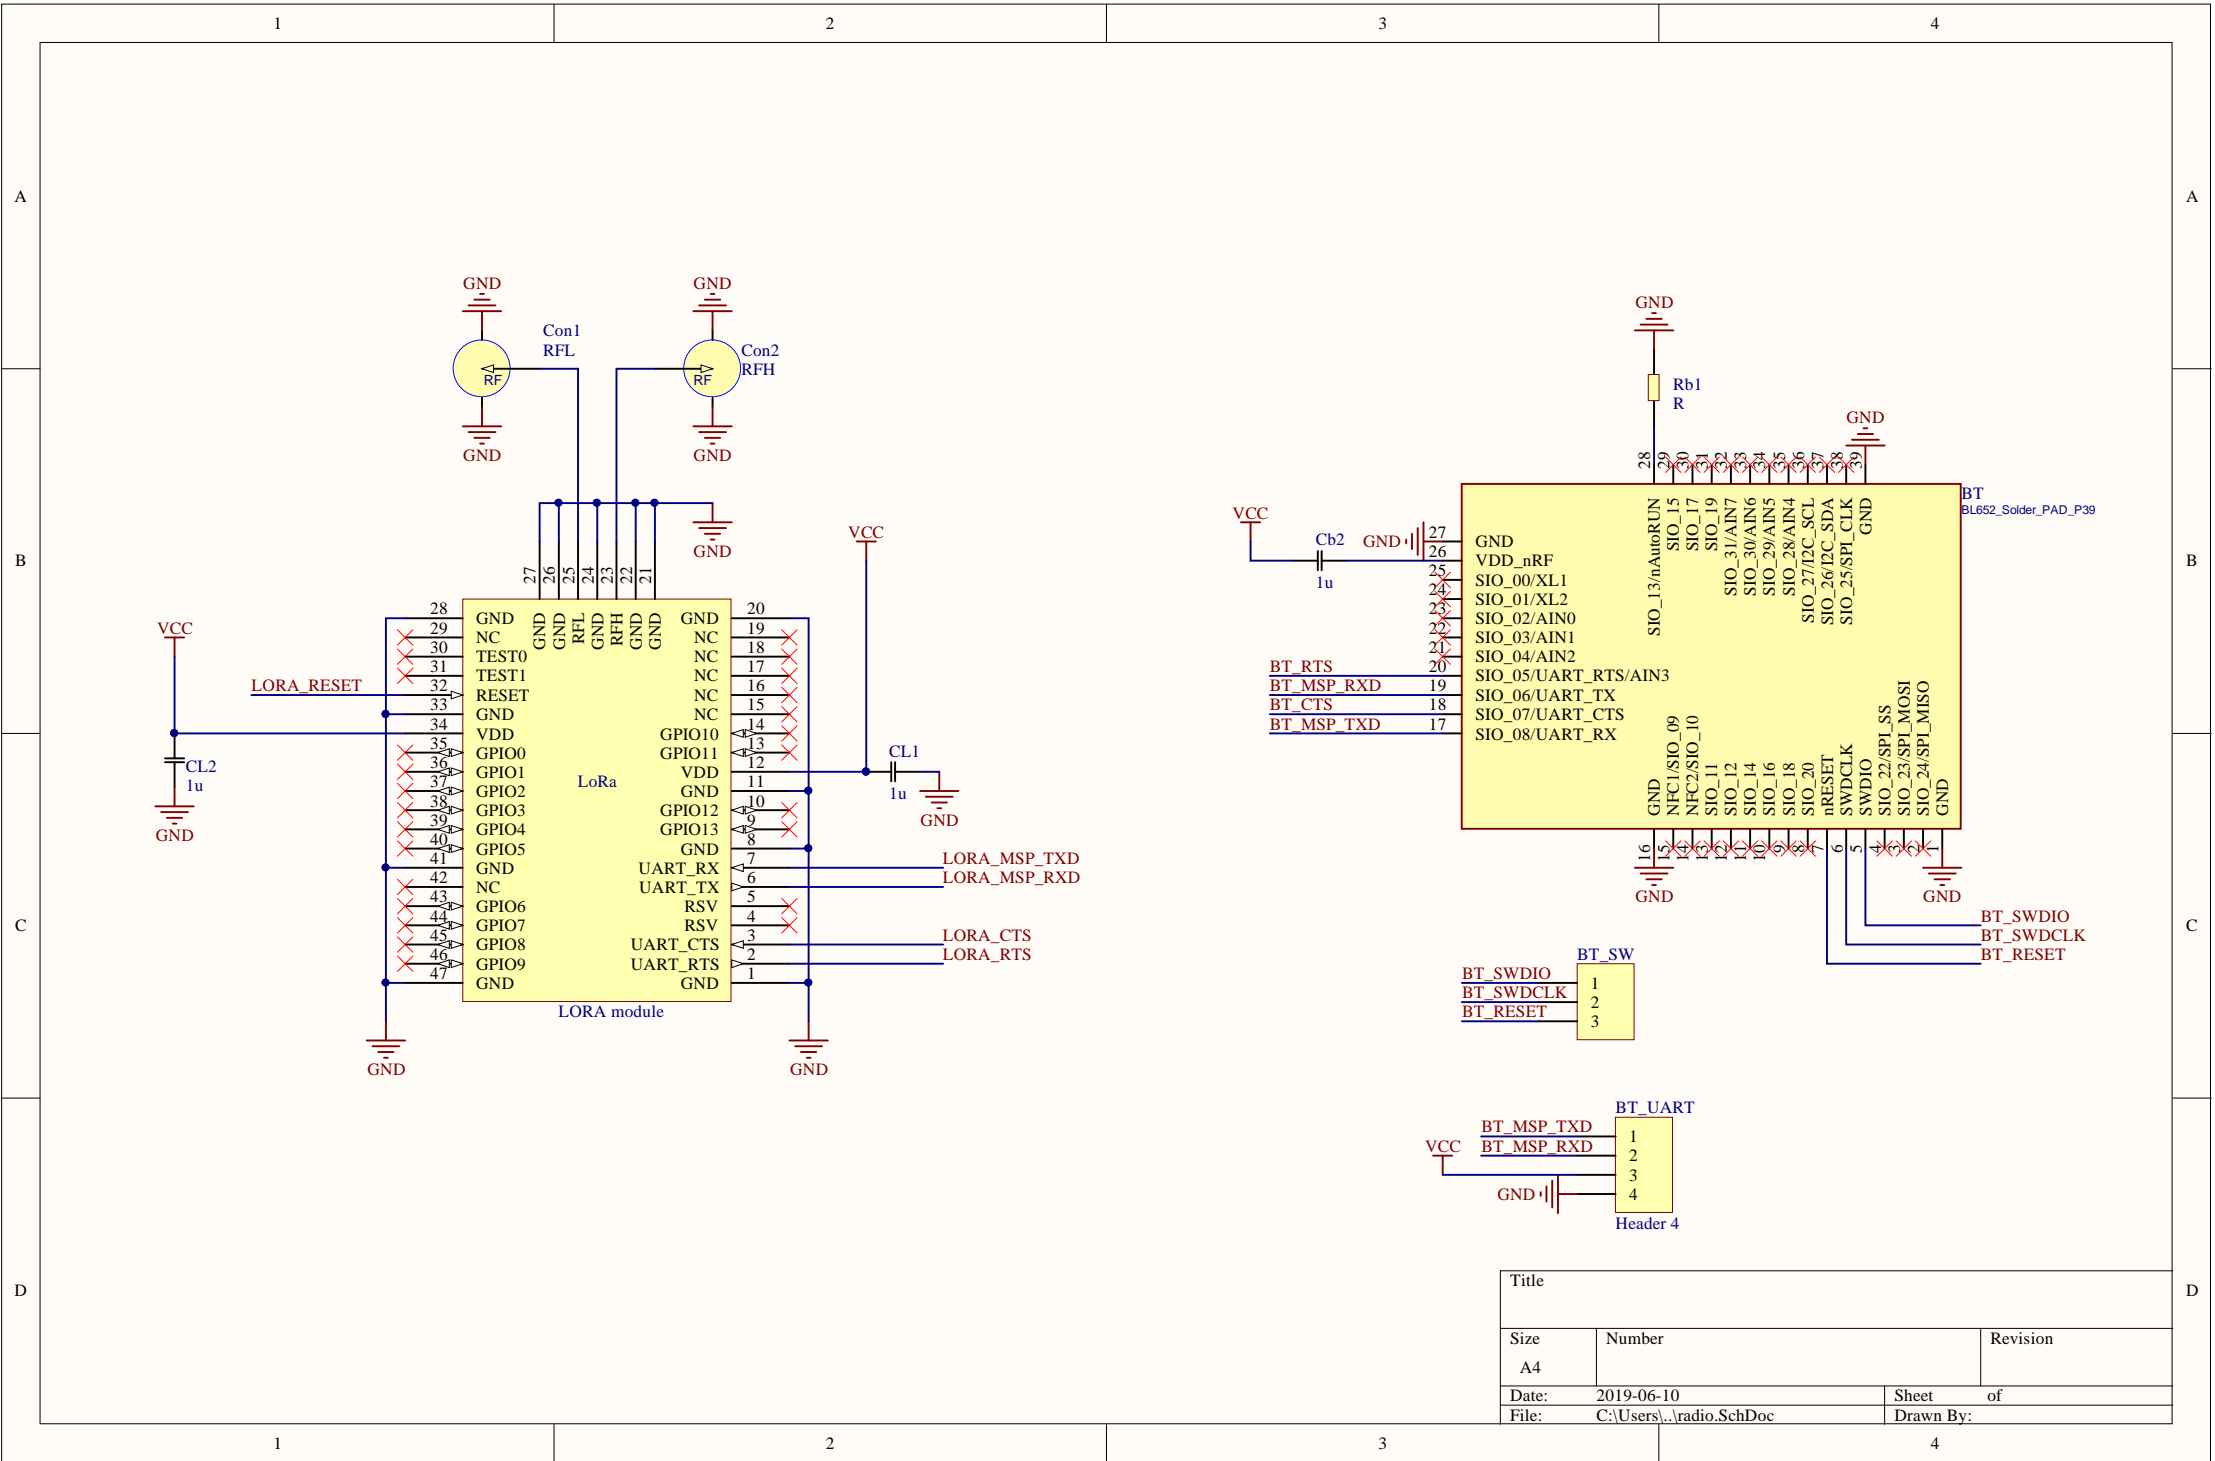 1 2 3 4
A A
B B
C C
D D
GND
GND
Con1
RFL
RF
GND
Con2
RFH
RF
GND
GND
GND
VCC
27 26 25 24 23 22 21
GND GND RFL GND RFH GND GND
28 GND
29 NC
30 TEST0
31 TEST1
LORA_RESET 32 RESET
33 GND
VCC
34 VDD
35 GPIO0
36 GPIO1
37 GPIO2
38 GPIO3
39 GPIO4
40 GPIO5
41 GND
42 NC
43 GPIO6
44 GPIO7
45 GPIO8
46 GPIO9
47 GND
CL2
1u
GND
LoRa
GND 20
NC 19
NC 18
NC 17
NC 16
NC 15
GPIO10 14
GPIO11 13
VDD 12
GND 11
GPIO12 10
GPIO13 9
GND 8
UART_RX 7 LORA_MSP_TXD
UART_TX 6 LORA_MSP_RXD
RSV 5
RSV 4
UART_CTS 3 LORA_CTS
UART_RTS 2 LORA_RTS
GND 1
CL1
1u
GND
LORA module
GND
GND
GND
Rb1
R
GND
28 29 30 31 32 33 34 35 36 37 38 39
SIO_13/nAutoRUN
SIO_15
SIO_17
SIO_19
SIO_31/AIN7
SIO_30/AIN6
SIO_29/AIN5
SIO_28/AIN4
SIO_27/I2C_SCL
SIO_26/I2C_SDA
SIO_25/SPI_CLK
GND
BT
BL652_Solder_PAD_P39
VCC
Cb2
1u
GND 27 GND
26 VDD_nRF
25 SIO_00/XL1
24 SIO_01/XL2
23 SIO_02/AIN0
22 SIO_03/AIN1
21 SIO_04/AIN2
BT_RTS 20 SIO_05/UART_RTS/AIN3
BT_MSP_RXD 19 SIO_06/UART_TX
BT_CTS 18 SIO_07/UART_CTS
BT_MSP_TXD 17 SIO_08/UART_RX
GND
NFC1/SIO_09
NFC2/SIO_10
SIO_11
SIO_12
SIO_14
SIO_16
SIO_18
SIO_20
nRESET
SWDCLK
SWDIO
SIO_22/SPI_SS
SIO_23/SPI_MOSI
SIO_24/SPI_MISO
GND
16 15 14 13 12 11 10 9 8 7 6 5 4 3 2 1
GND
GND
BT_SWDIO
BT_SWDCLK
BT_RESET
BT_SW
BT_SWDIO 1
BT_SWDCLK 2
BT_RESET 3
BT_UART
BT_MSP_TXD 1
BT_MSP_RXD 2
VCC 3
GND 4
Header 4
Title
Size Number Revision
A4
Date: 2019-06-10 Sheet of
File: C:\Users\..\radio.SchDoc Drawn By:
1 2 3 4